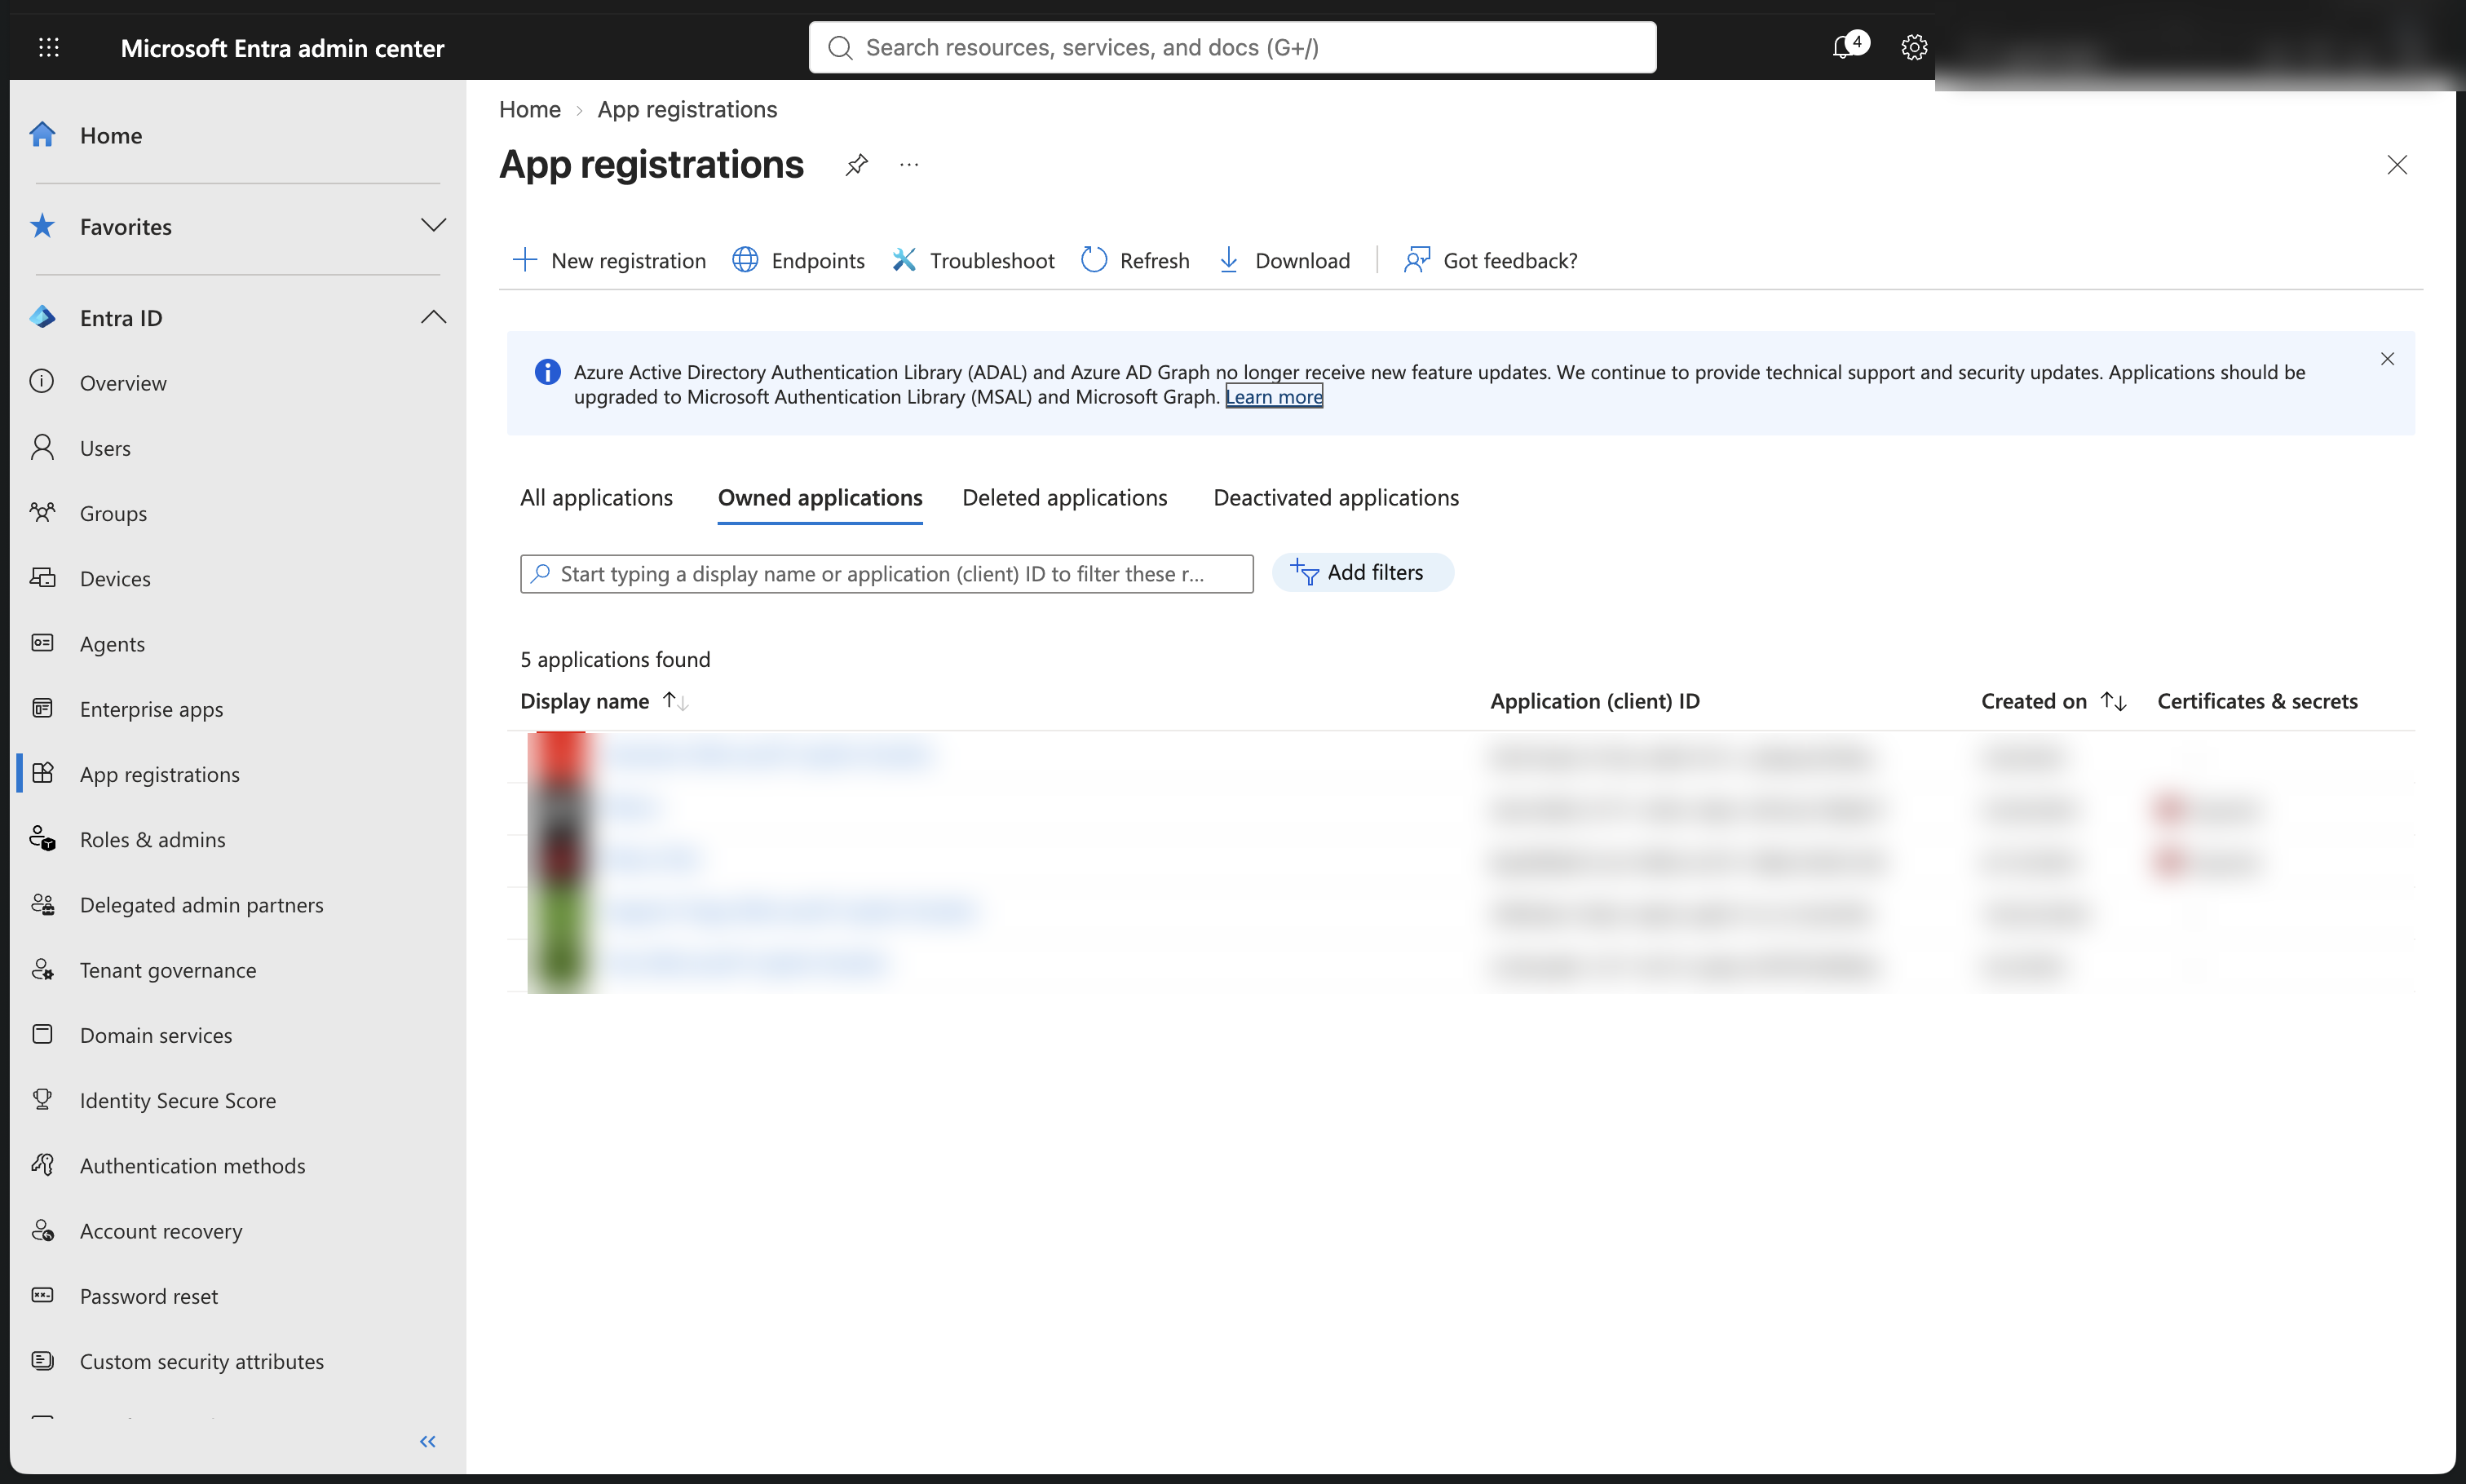 Microsoft Entra admin center
Search resources, services, and docs (G+/)
4
Home
Favorites
Entra ID
Overview
Users
Groups
Devices
Agents
Enterprise apps
App registrations
Roles & admins
Delegated admin partners
Tenant governance
Domain services
Identity Secure Score
Authentication methods
Account recovery
Password reset
Custom security attributes
Home > App registrations
App registrations
New registration Endpoints Troubleshoot Refresh Download Got feedback?
Azure Active Directory Authentication Library (ADAL) and Azure AD Graph no longer receive new feature updates. We continue to provide technical support and security updates. Applications should be
upgraded to Microsoft Authentication Library (MSAL) and Microsoft Graph. Learn more
All applications Owned applications Deleted applications Deactivated applications
Start typing a display name or application (client) ID to filter these r... Add filters
5 applications found
Display name Application (client) ID Created on Certificates & secrets